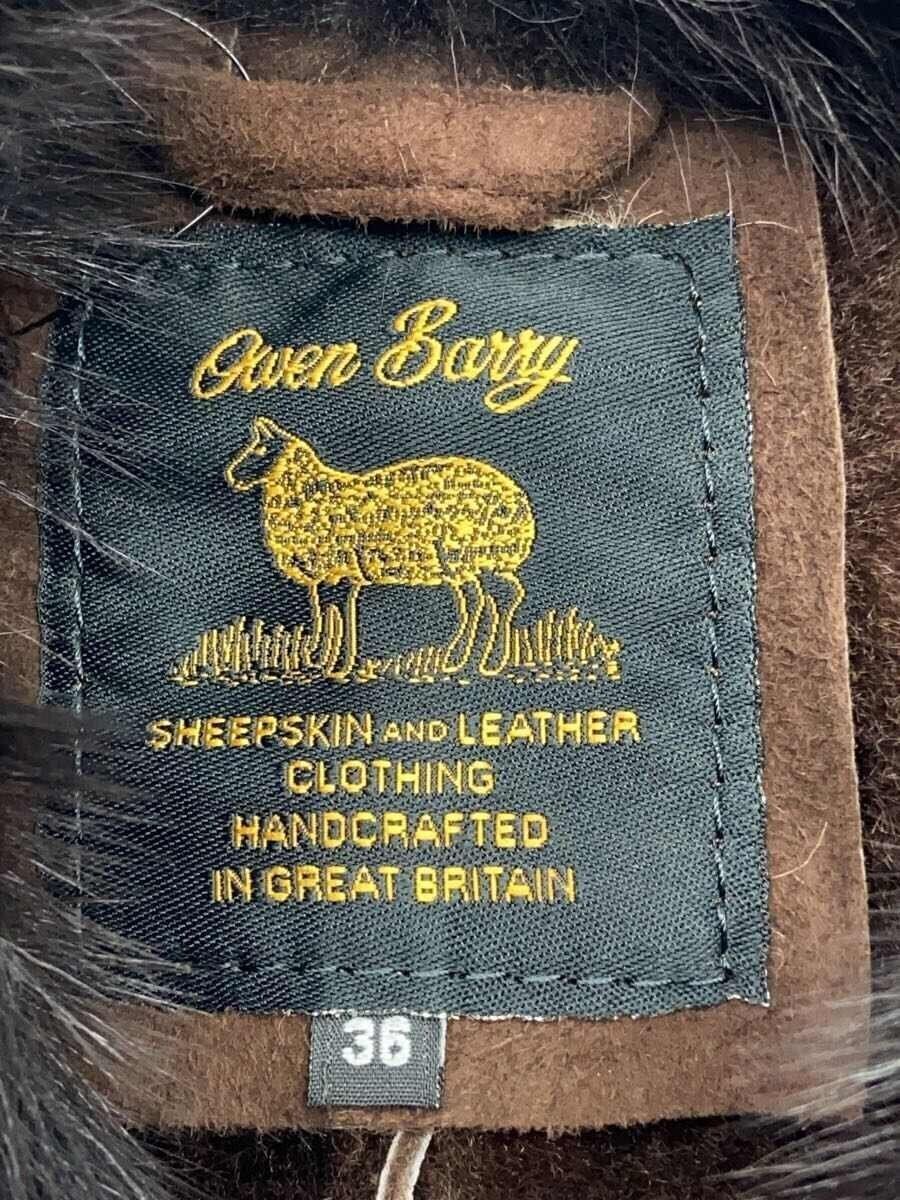 Owen Barry
SHEEPSKIN AND LEATHER
CLOTHING
HANDCRAFTED
IN GREAT BRITAIN
36